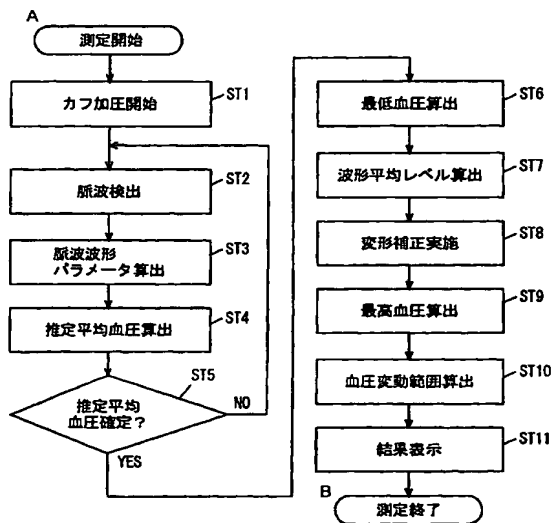 A
測定開始
カフ加圧開始
ST1
脈波検出
ST2
脈波波形
パラメータ算出
ST3
推定平均血圧算出
ST4
推定平均
血圧確定?
ST5
NO
YES
最低血圧算出
ST6
波形平均レベル算出
ST7
変形補正実施
ST8
最高血圧算出
ST9
血圧変動範囲算出
ST10
結果表示
ST11
B
測定終了